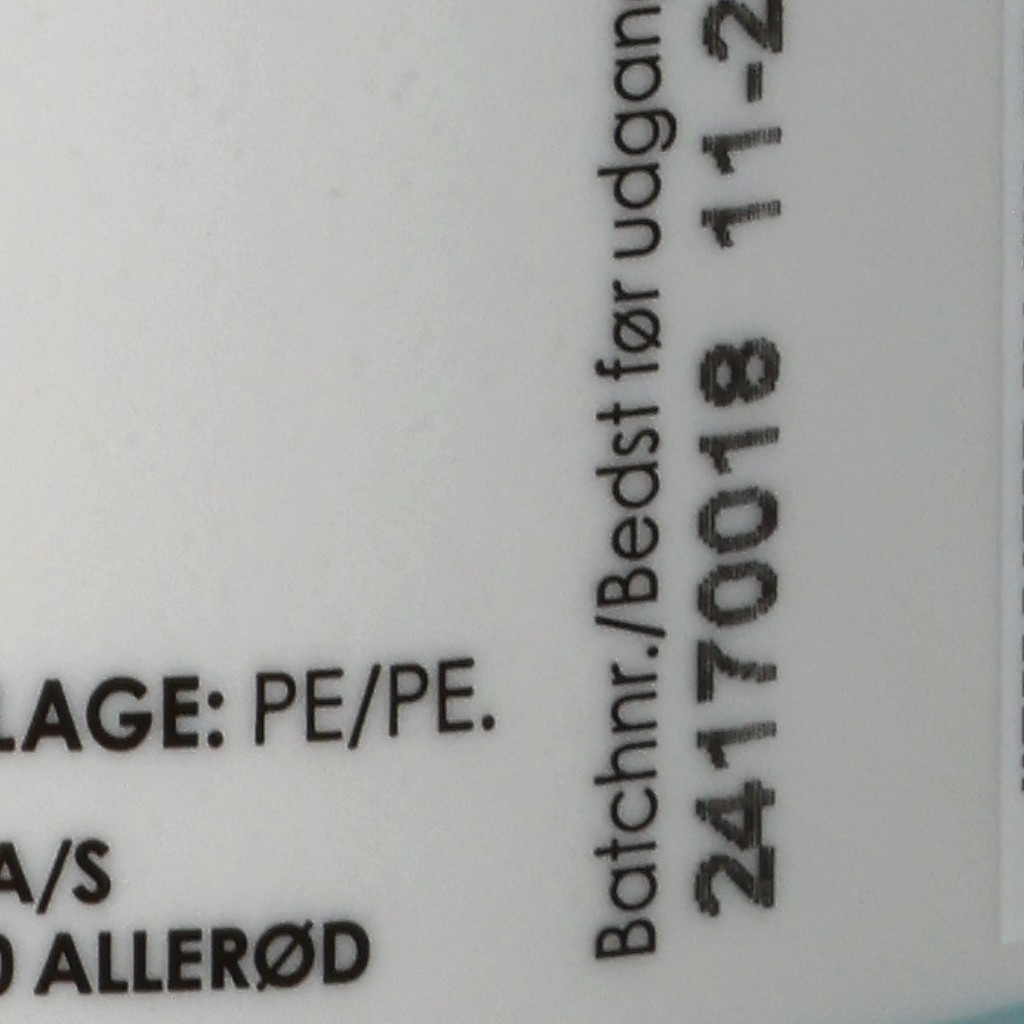 LAGE: PE/PE.
A/S
ALLERØD
Batchnr./Bedst før udgan
24170018 11-2